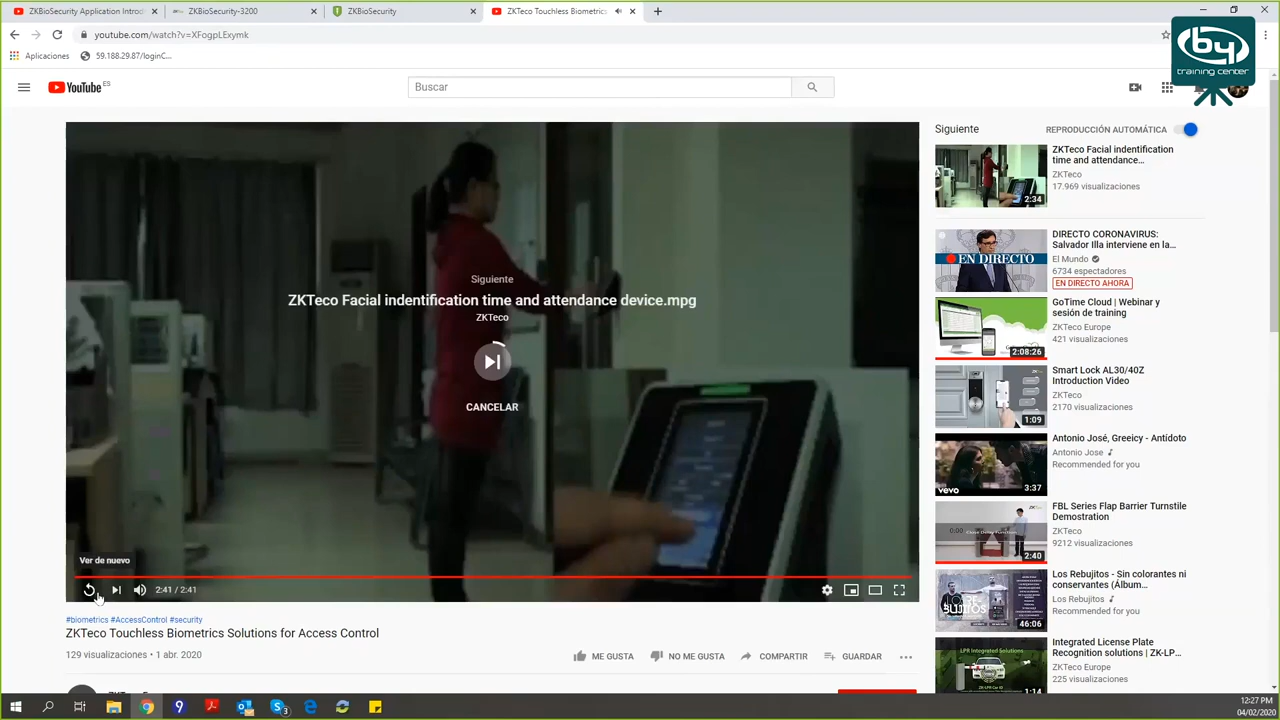 ZKBioSecurity Application Introd
ZKBioSecurity-3200
ZKBioSecurity
ZKTeco Touchless Biometrics
youtube.com/watch?v=XFogpLExymk
Aplicaciones
59.188.29.87/loginC...
by
training center
YouTube ES
Buscar
Siguiente
ZKTeco Facial indentification time and attendance device.mpg
ZKTeco
CANCELAR
Ver de nuevo
2:41 / 2:41
#biometrics #AccessControl #security
ZKTeco Touchless Biometrics Solutions for Access Control
129 visualizaciones • 1 abr. 2020
ME GUSTA
NO ME GUSTA
COMPARTIR
GUARDAR
Siguiente
REPRODUCCIÓN AUTOMÁTICA
ZKTeco Facial indentification
time and attendance...
ZKTeco
17.969 visualizaciones
2:34
EN DIRECTO
DIRECTO CORONAVIRUS:
Salvador Illa interviene en la...
El Mundo
6734 espectadores
EN DIRECTO AHORA
GoTime Cloud | Webinar y
sesión de training
ZKTeco Europe
421 visualizaciones
2:08:26
Smart Lock AL30/40Z
Introduction Video
ZKTeco
2170 visualizaciones
1:09
Antonio José, Greeicy - Antídoto
Antonio Jose
Recommended for you
vevo
3:37
FBL Series Flap Barrier Turnstile
Demostration
ZKTeco
9212 visualizaciones
2:40
Los Rebujitos - Sin colorantes ni
conservantes (Álbum...
Los Rebujitos
Recommended for you
46:06
Integrated License Plate
Recognition solutions | ZK-LP...
ZKTeco Europe
225 visualizaciones
LPR Integrated Solutions
1:14
12:27 PM
04/02/2020